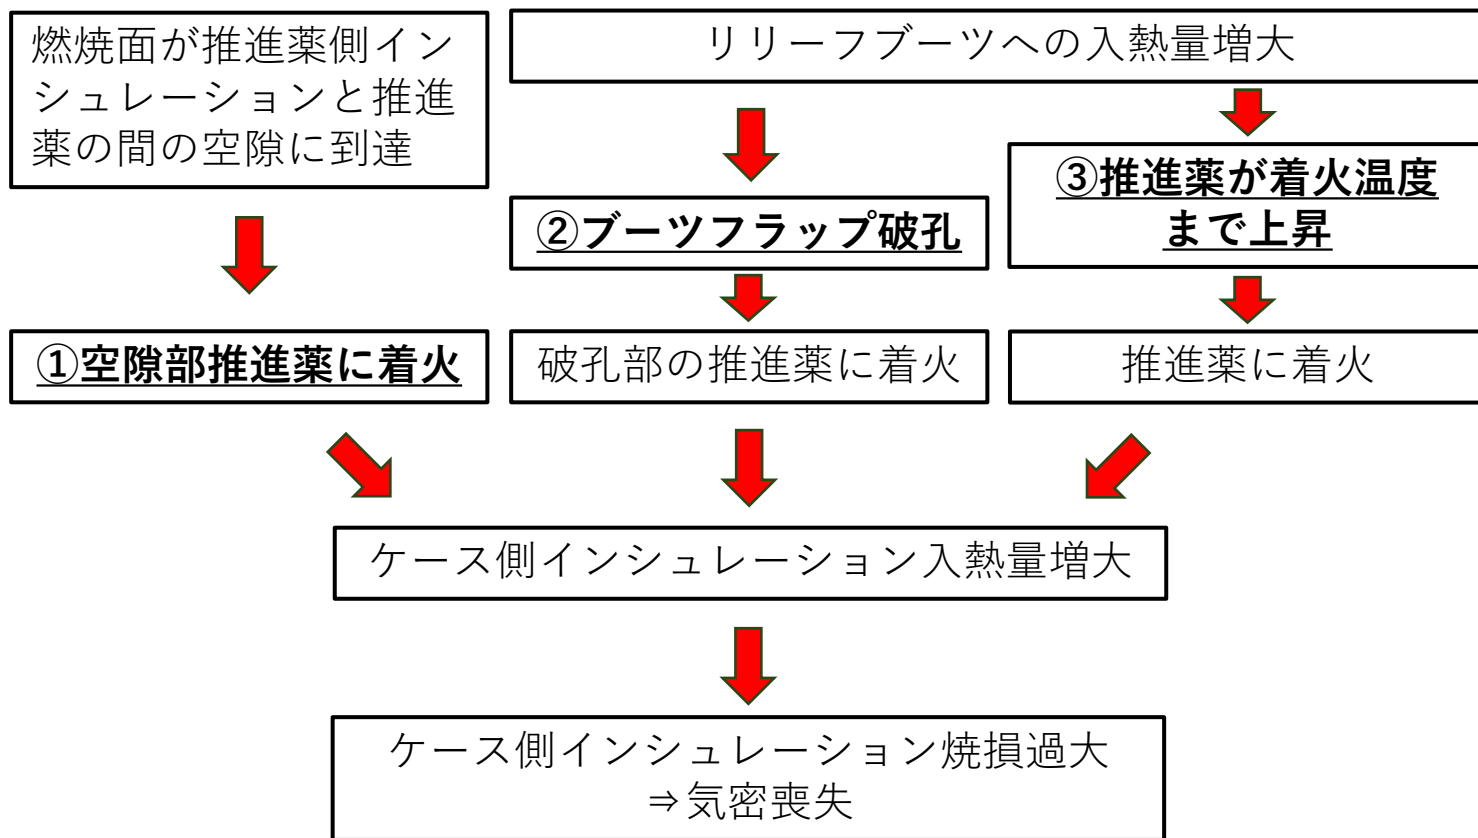 燃焼面が推進薬側イン
シュレーションと推進
薬の間の空隙に到達
リリーフブーツへの入熱量増大
②ブーツフラップ破孔
③推進薬が着火温度
まで上昇
①空隙部推進薬に着火
破孔部の推進薬に着火
推進薬に着火
ケース側インシュレーション入熱量増大
ケース側インシュレーション焼損過大
⇒気密喪失